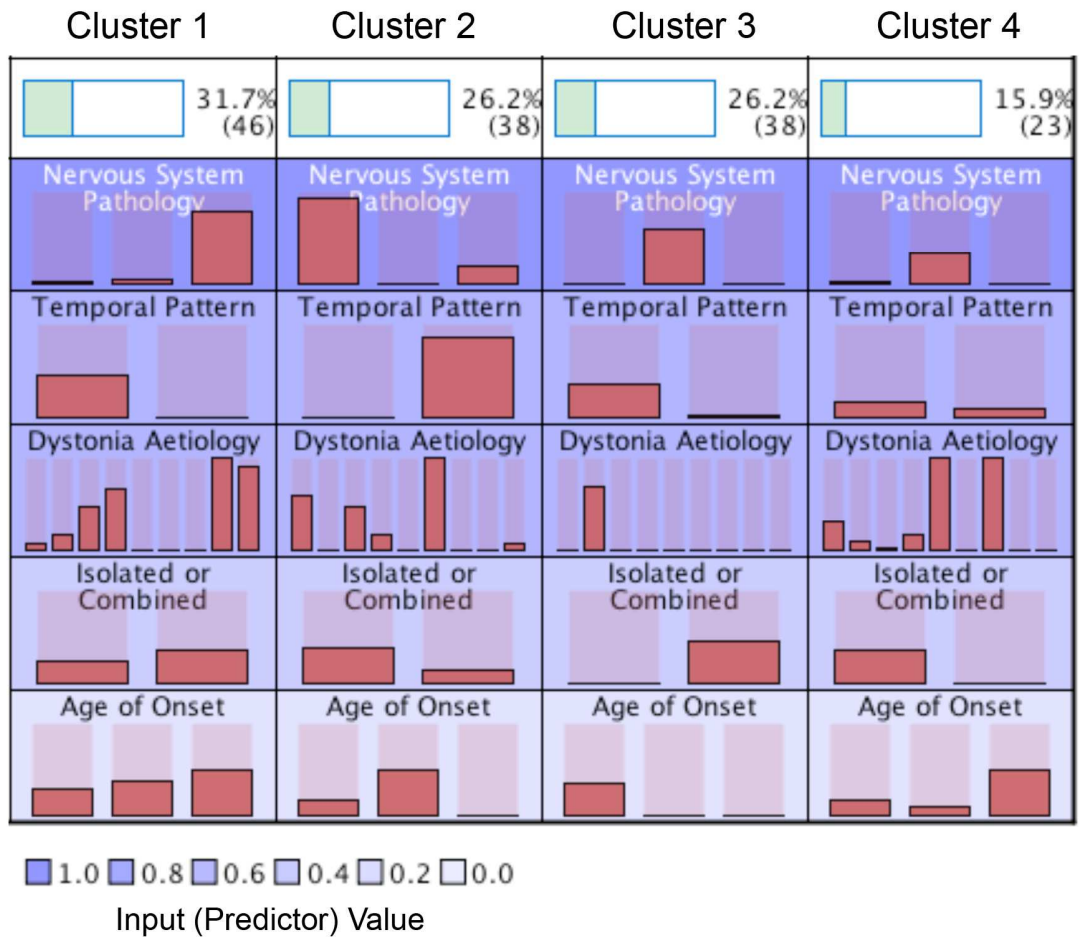 Cluster 1 Cluster 2 Cluster 3 Cluster 4
31.7% 26.2% 26.2% 15.9%
(46) (38) (38) (23)
Nervous System Nervous System Nervous System Nervous System
Pathology Pathology Pathology Pathology
Temporal Pattern Temporal Pattern Temporal Pattern Temporal Pattern
Dystonia Aetiology Dystonia Aetiology Dystonia Aetiology Dystonia Aetiology
Isolated or Isolated or Isolated or Isolated or
Combined Combined Combined Combined
Age of Onset Age of Onset Age of Onset Age of Onset
1.0 0.8 0.6 0.4 0.2 0.0
Input (Predictor) Value